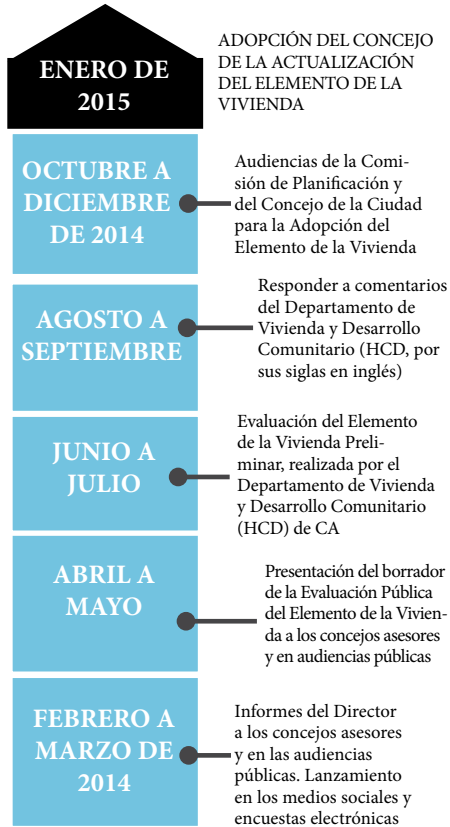 ENERO DE
2015
ADOPCIÓN DEL CONCEJO
DE LA ACTUALIZACIÓN
DEL ELEMENTO DE LA
VIVIENDA
OCTUBRE A
DICIEMBRE
DE 2014
Audiencias de la Comi-
sión de Planificación y
del Concejo de la Ciudad
para la Adopción del
Elemento de la Vivienda
AGOSTO A
SEPTIEMBRE
Responder a comentarios
del Departamento de
Vivienda y Desarrollo
Comunitario (HCD, por
sus siglas en inglés)
JUNIO A
JULIO
Evaluación del Elemento
de la Vivienda Preli-
minar, realizada por el
Departamento de Vivienda
y Desarrollo Comunitario
(HCD) de CA
ABRIL A
MAYO
Presentación del borrador
de la Evaluación Pública
del Elemento de la Vivien-
da a los concejos asesores
y en audiencias públicas
FEBRERO A
MARZO DE
2014
Informes del Director
a los concejos asesores
y en las audiencias
públicas. Lanzamiento
en los medios sociales y
encuestas electrónicas